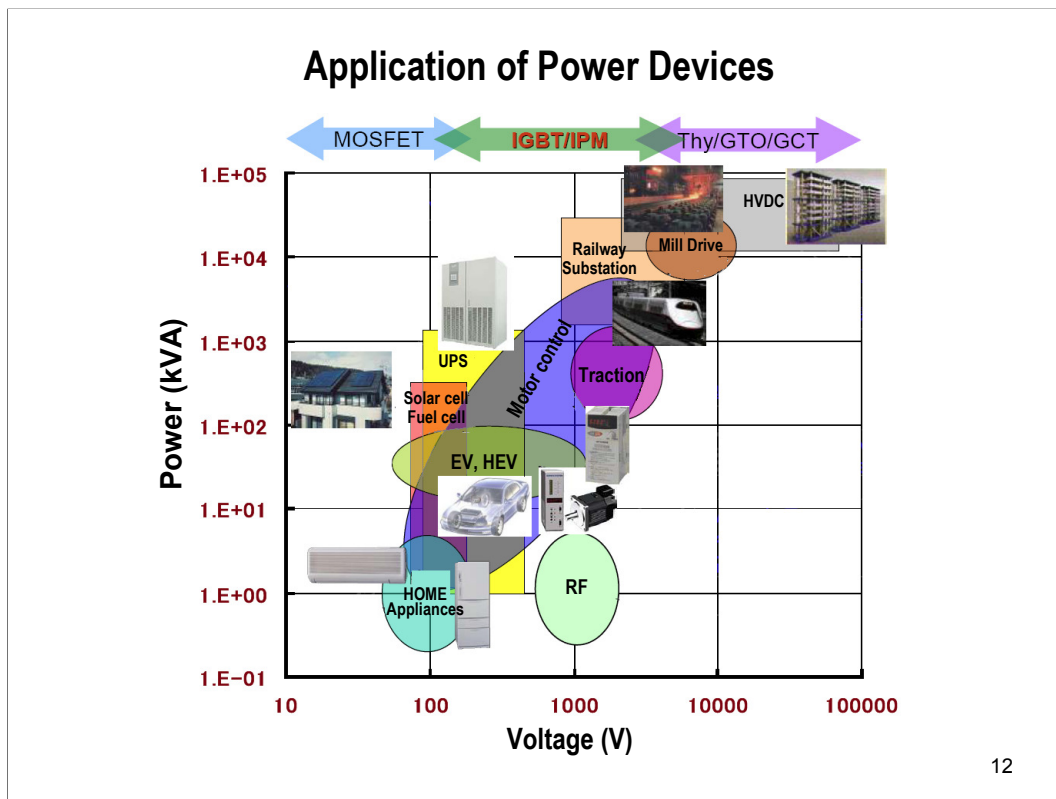 Application of Power Devices
MOSFET
IGBT/IPM
Thy/GTO/GCT
1.E+05
1.E+04
1.E+03
1.E+02
1.E+01
1.E+00
1.E-01
Power (kVA)
HVDC
Mill Drive
Railway
Substation
UPS
Motor control
Traction
Solar cell
Fuel cell
EV, HEV
RF
HOME
Appliances
10
100
1000
10000
100000
Voltage (V)
12